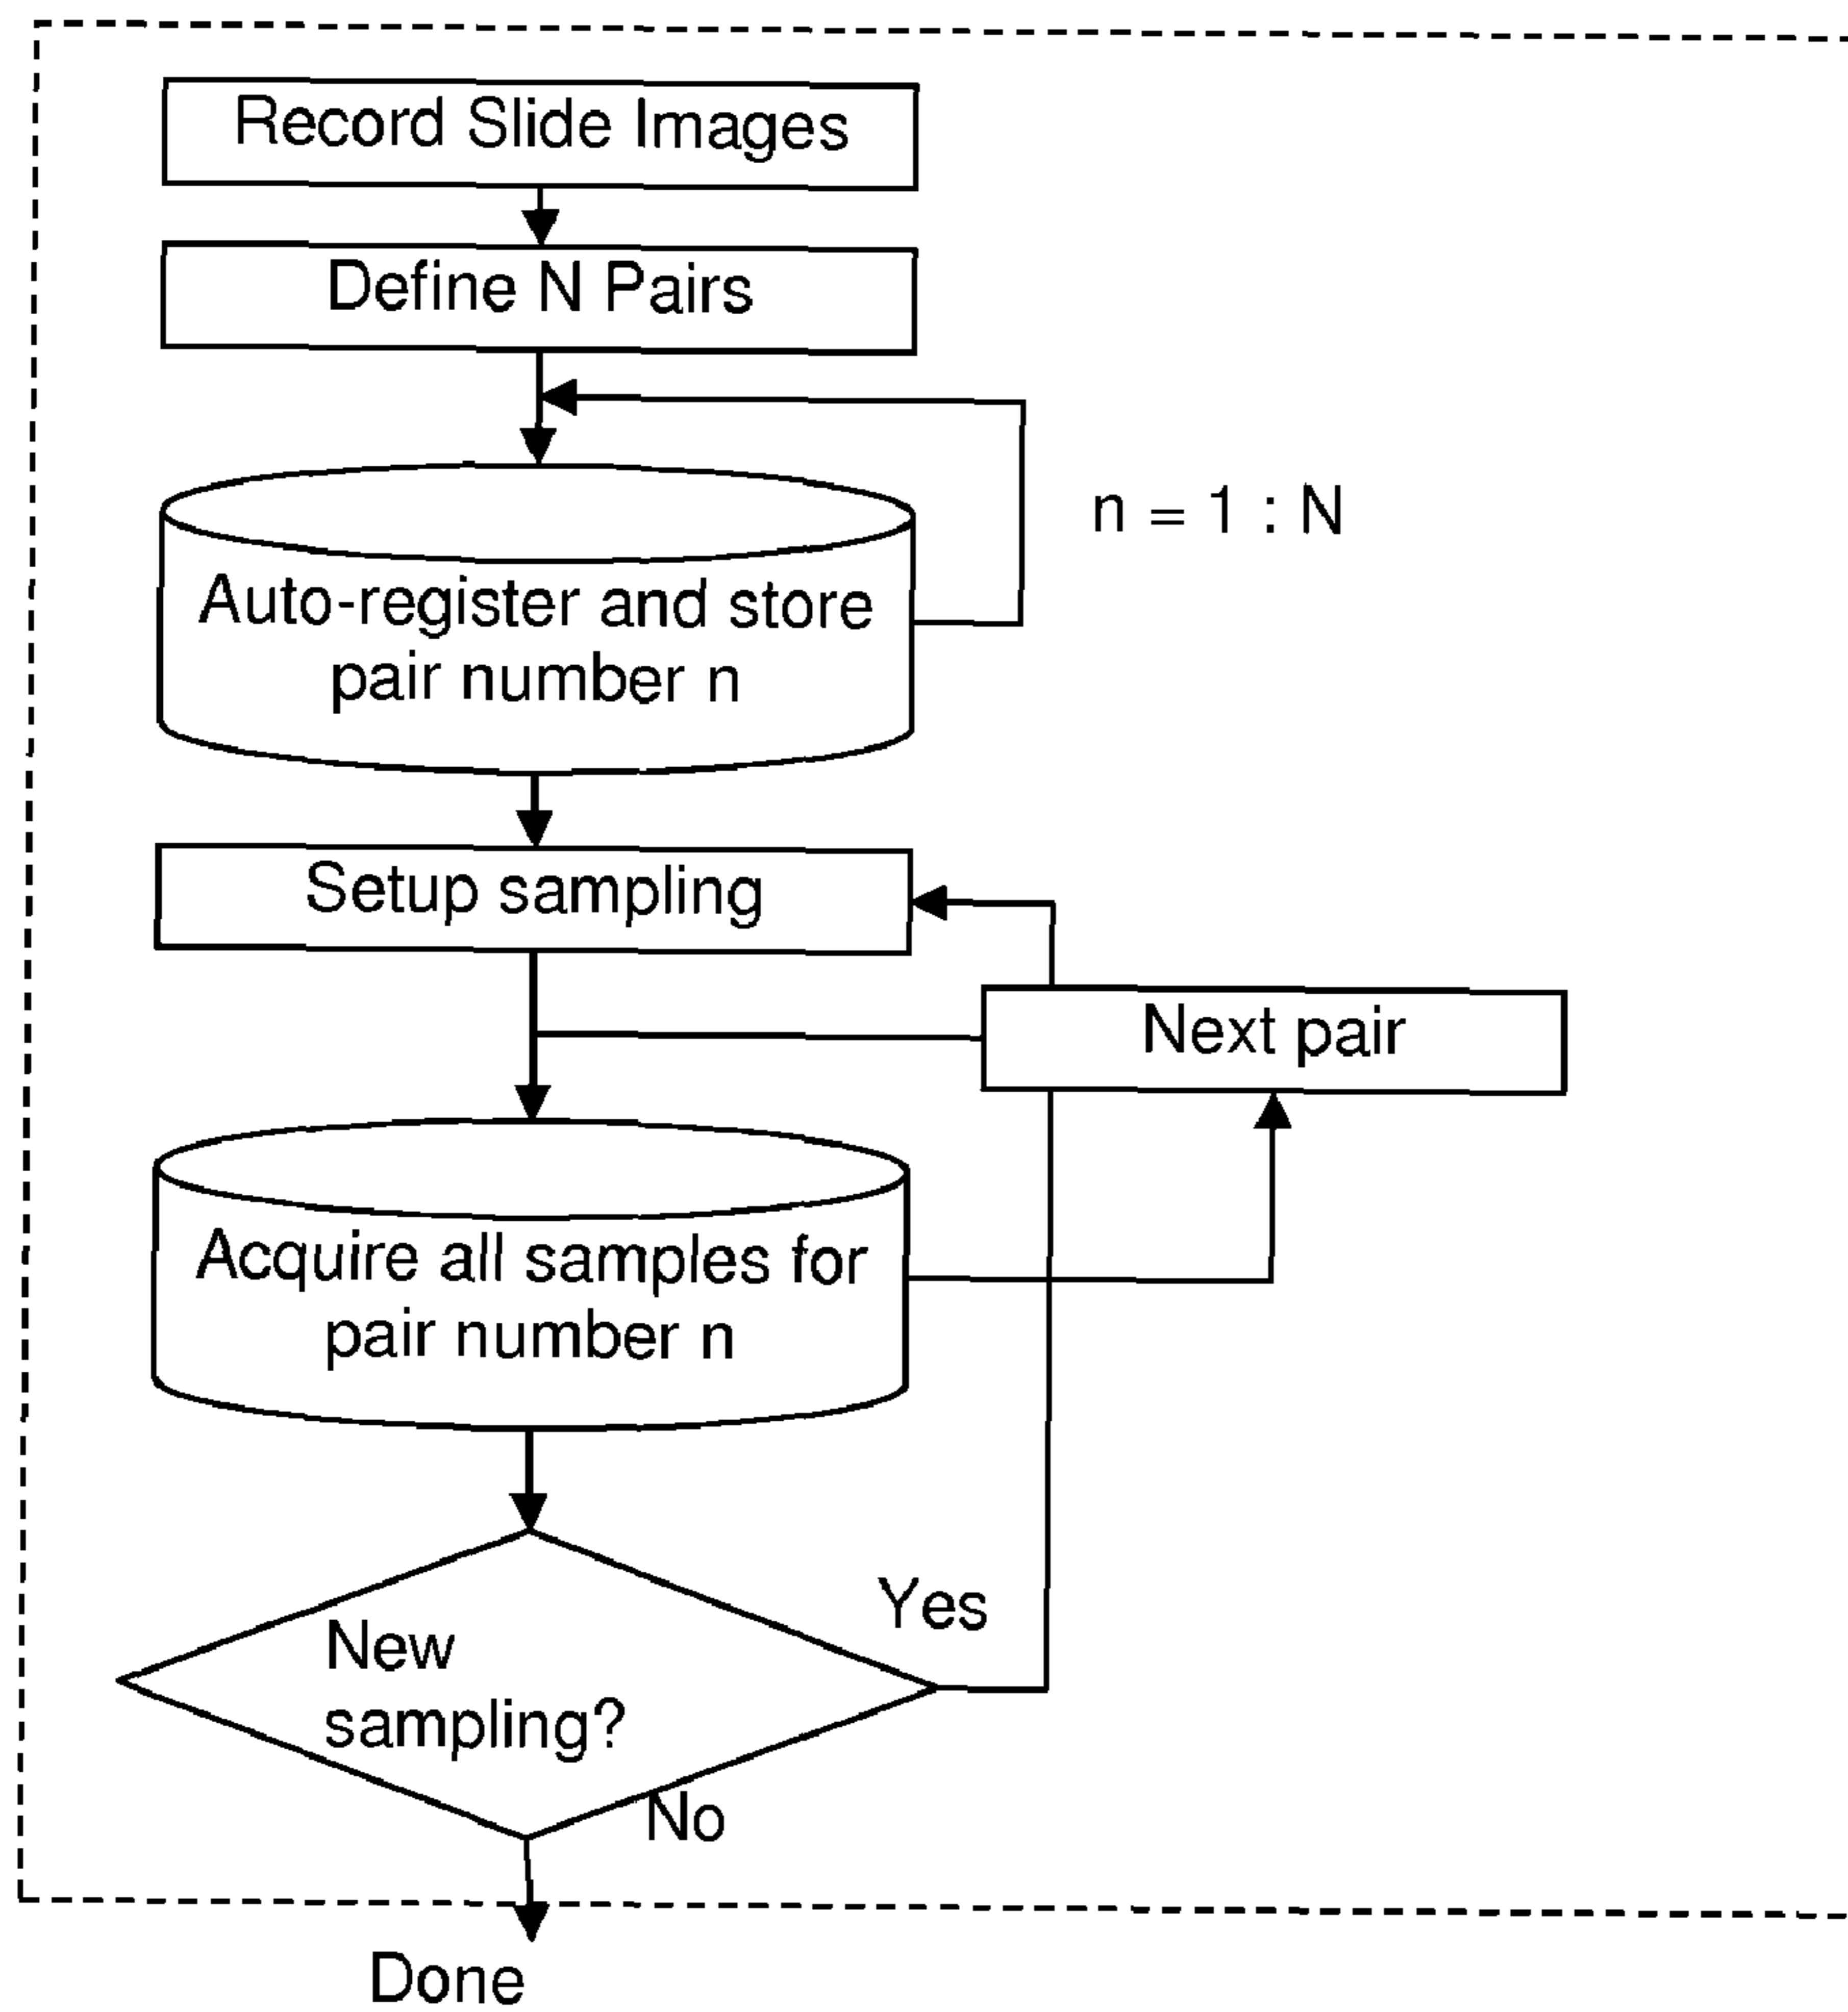 Record Slide Images
Define N Pairs
n = 1 : N
Auto-register and store
pair number n
Setup sampling
Next pair
Acquire all samples for
pair number n
Yes
New
sampling?
No
Done